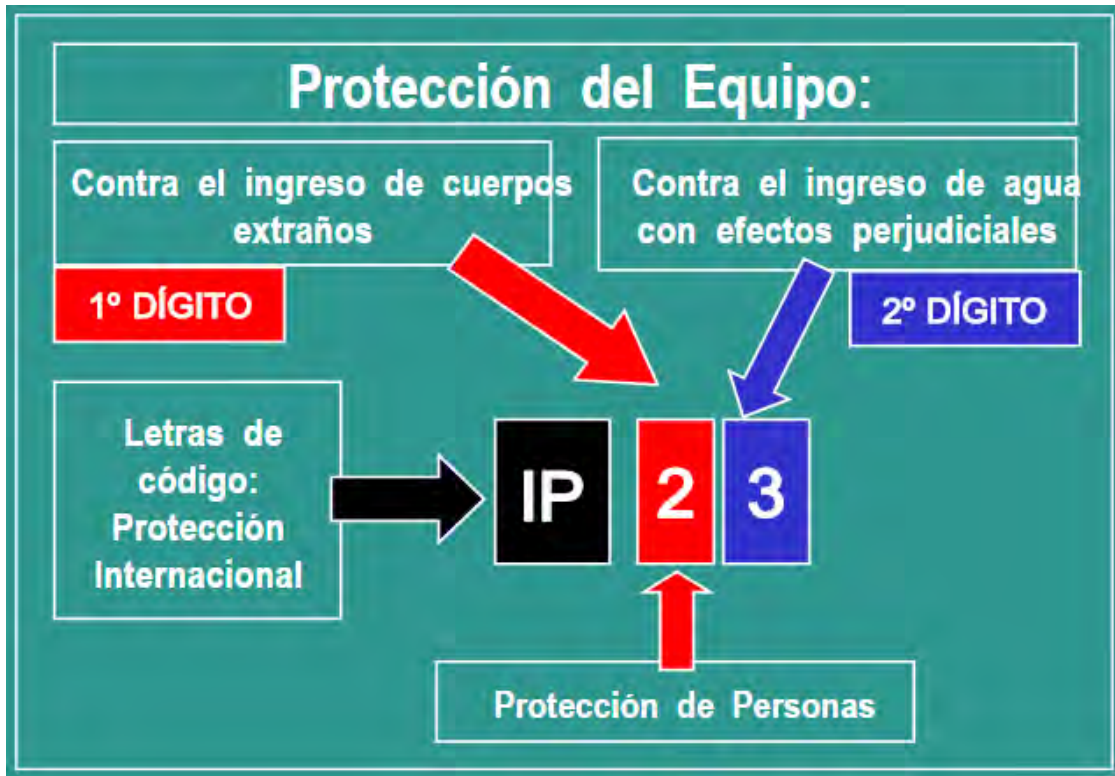 Protección del Equipo:
Contra el ingreso de cuerpos
extraños
1º DÍGITO
Contra el ingreso de agua
con efectos perjudiciales
2º DÍGITO
Letras de
código:
Protección
Internacional
IP 2 3
Protección de Personas